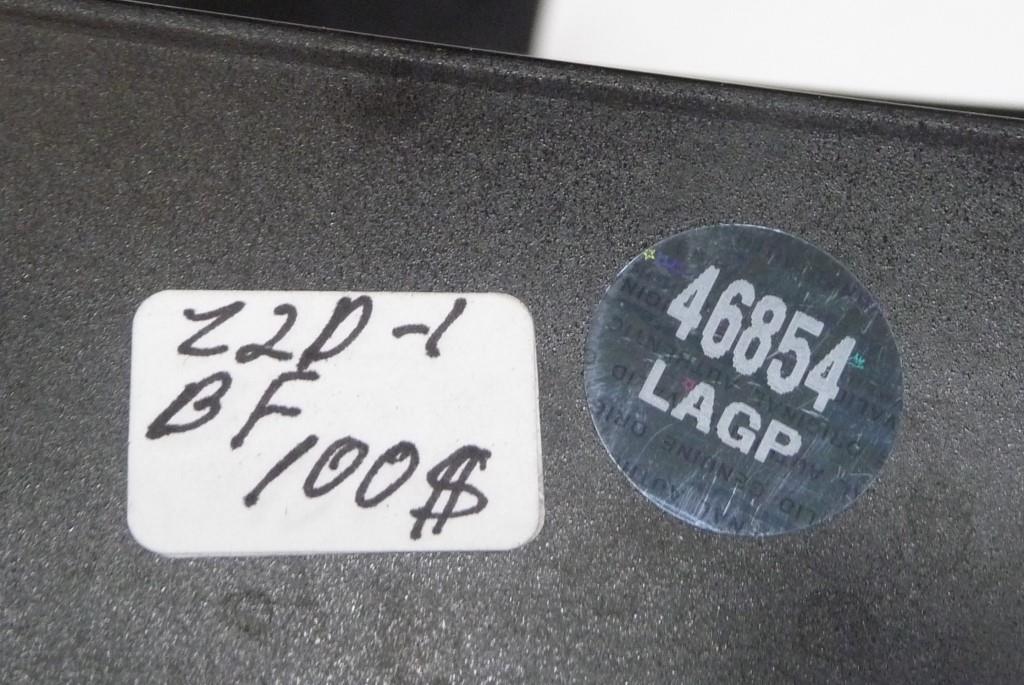 Z2D-1
BF
100$
46854
LAGP